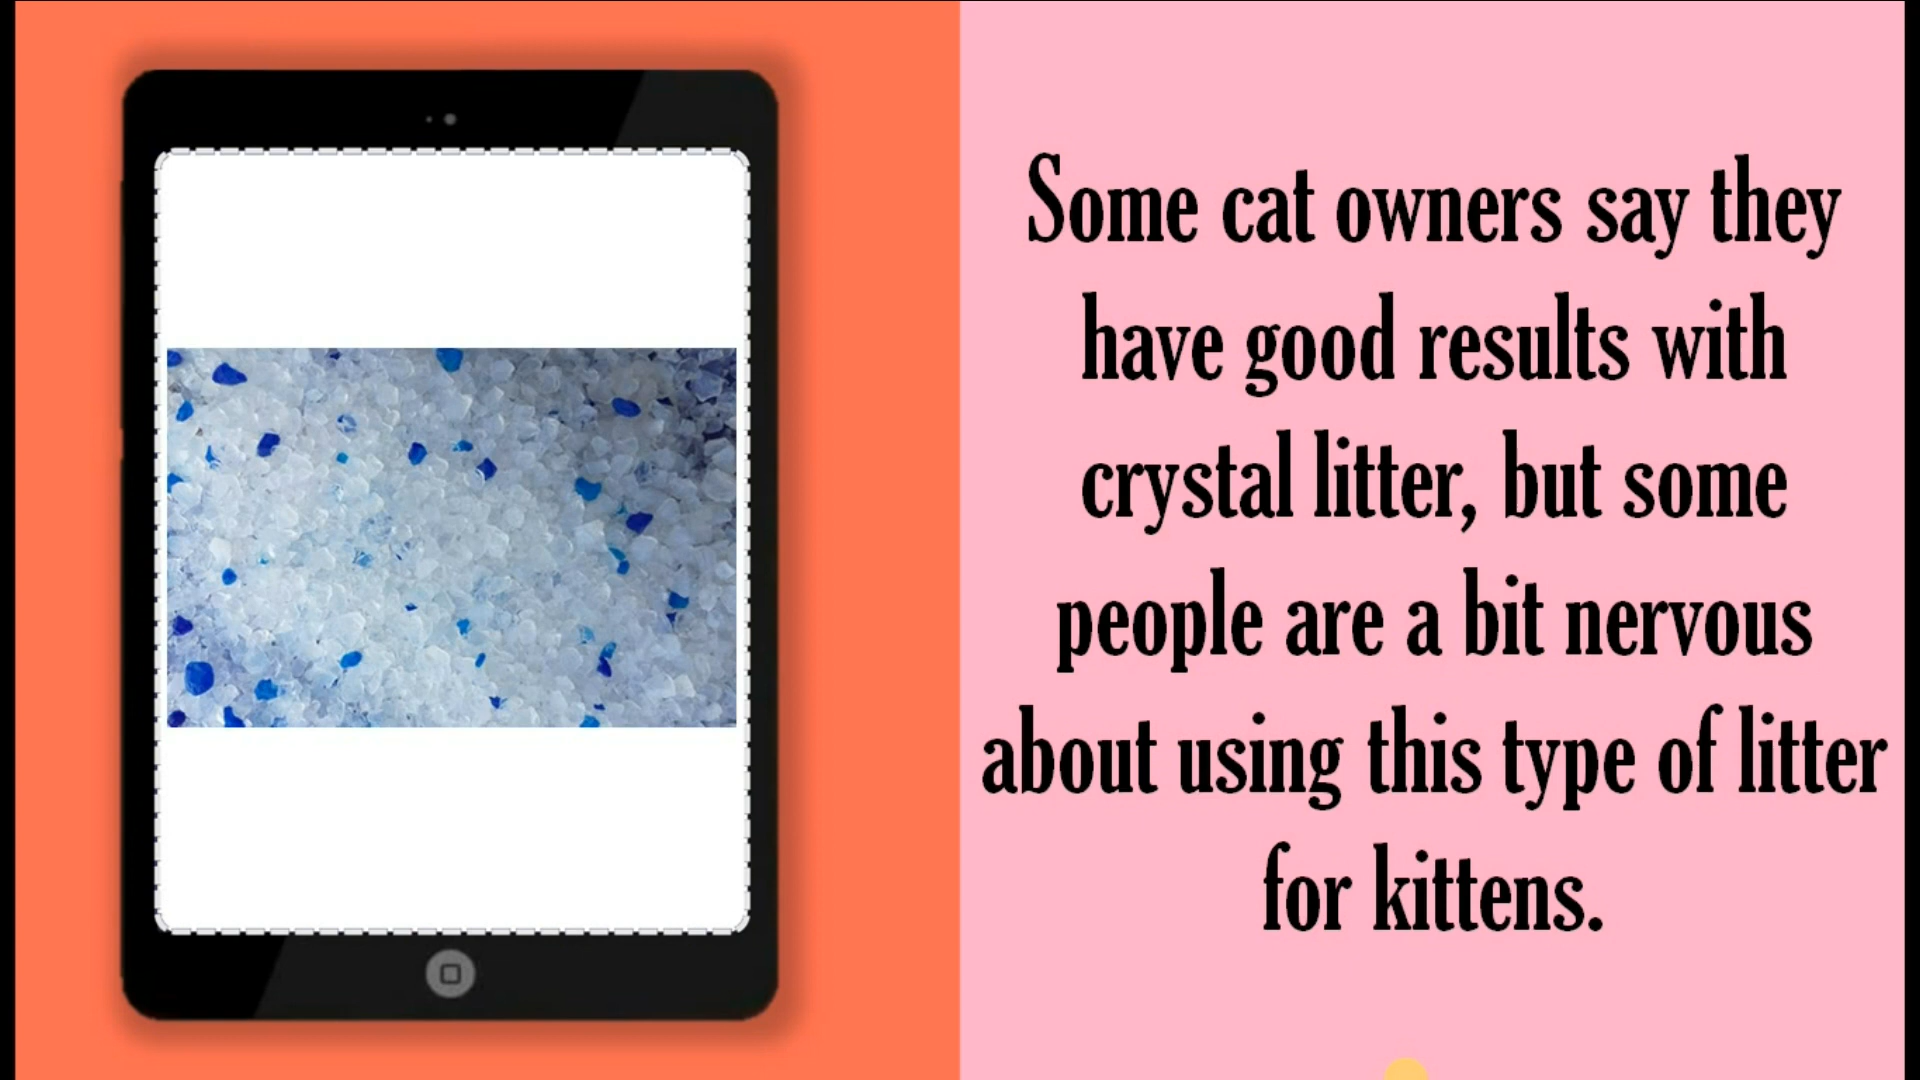 Some cat owners say they
have good results with
crystal litter, but some
people are a bit nervous
about using this type of litter
for kittens.